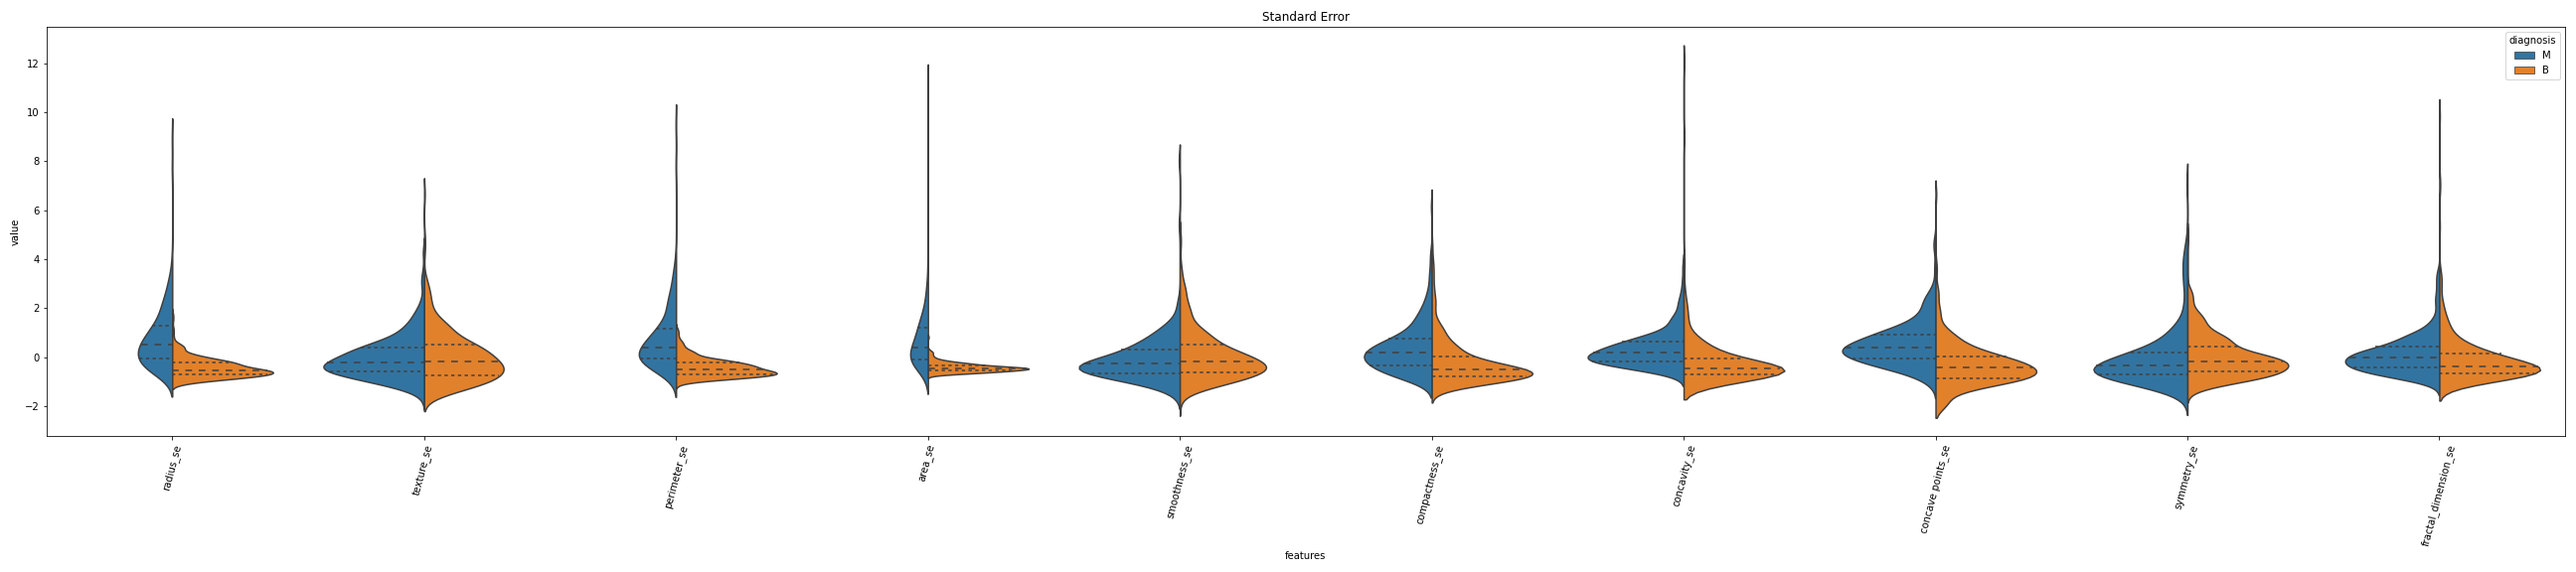 Standard Error
diagnosis
M
B
value
12
10
8
6
4
2
0
−2
radius_se
texture_se
perimeter_se
area_se
smoothness_se
compactness_se
concavity_se
concave points_se
symmetry_se
fractal_dimension_se
features